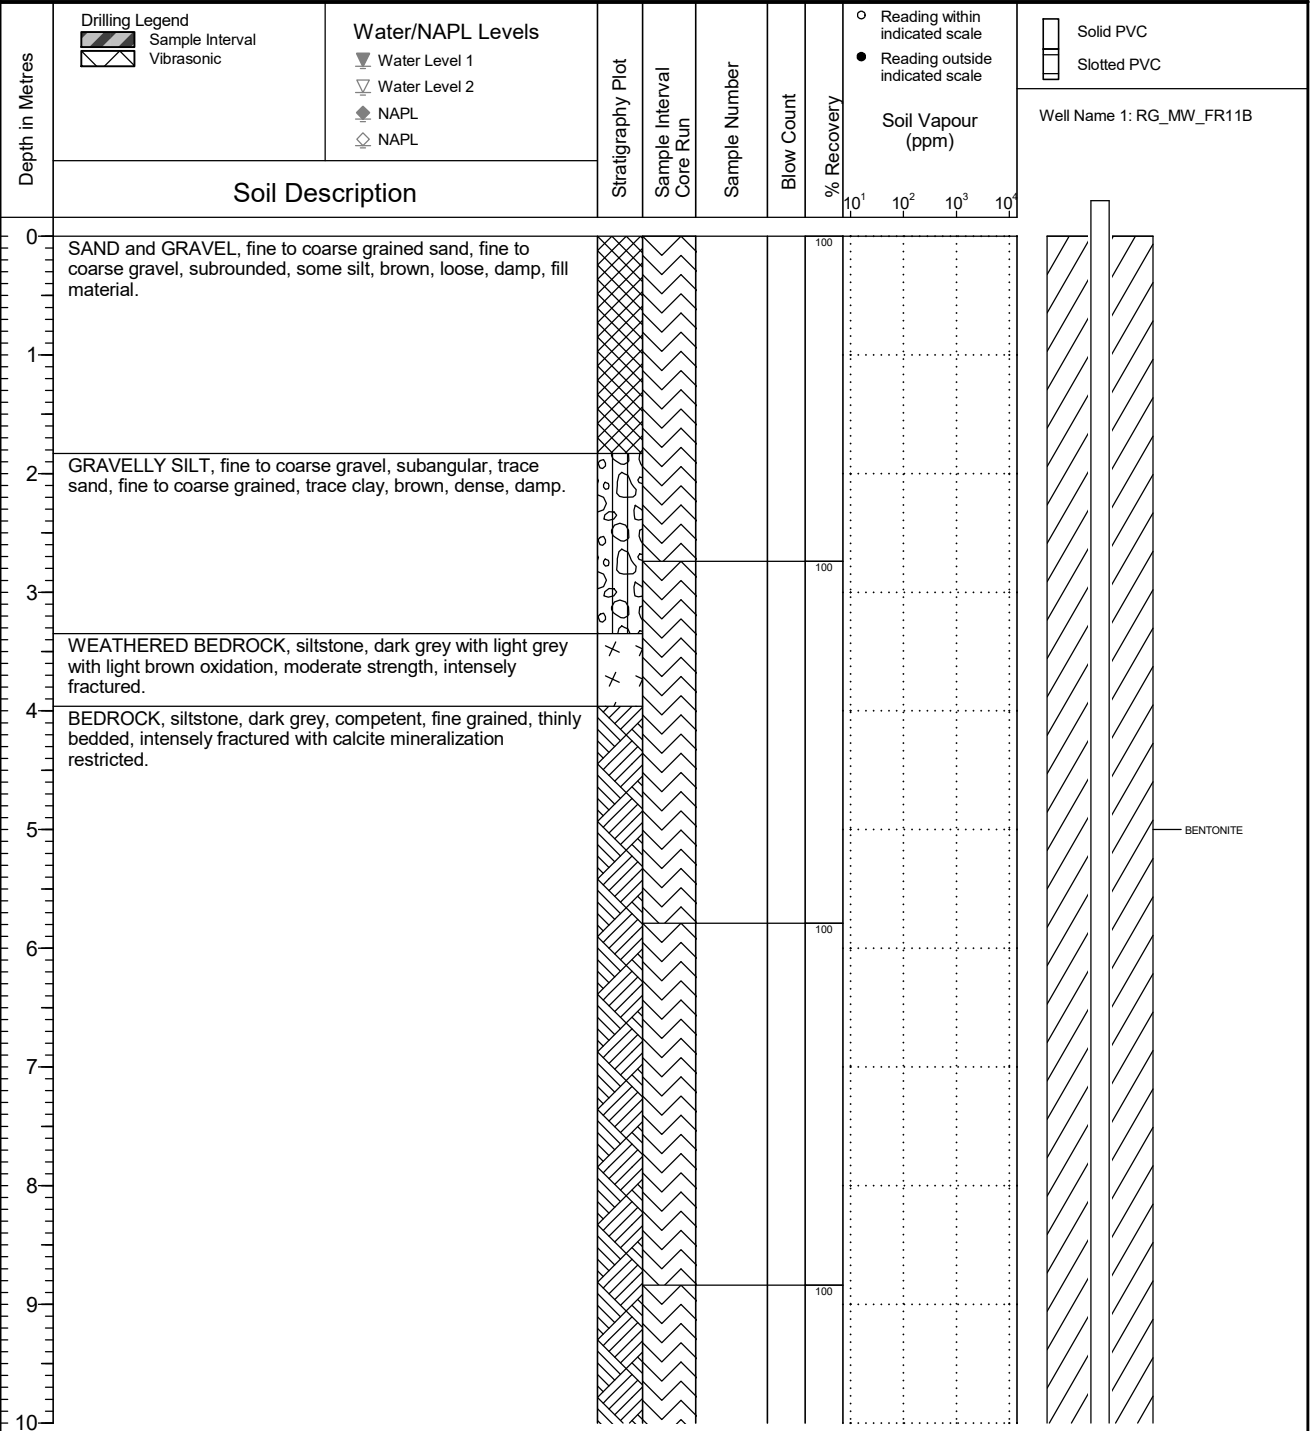 Depth in Metres
Drilling Legend
Sample Interval
Vibrasonic
Water/NAPL Levels
Water Level 1
Water Level 2
NAPL
NAPL
Soil Description
Stratigraphy Plot
Sample Interval
Core Run
Sample Number
Blow Count
% Recovery
Reading within
indicated scale
Reading outside
indicated scale
Soil Vapour
(ppm)
10¹ 10² 10³ 10⁴
Solid PVC
Slotted PVC
Well Name 1: RG_MW_FR11B
0
SAND and GRAVEL, fine to coarse grained sand, fine to
coarse gravel, subrounded, some silt, brown, loose, damp, fill
material.
100
1
GRAVELLY SILT, fine to coarse gravel, subangular, trace
sand, fine to coarse grained, trace clay, brown, dense, damp.
2
100
3
WEATHERED BEDROCK, siltstone, dark grey with light grey
with light brown oxidation, moderate strength, intensely
fractured.
4
BEDROCK, siltstone, dark grey, competent, fine grained, thinly
bedded, intensely fractured with calcite mineralization
restricted.
5
BENTONITE
100
6
7
8
100
9
10